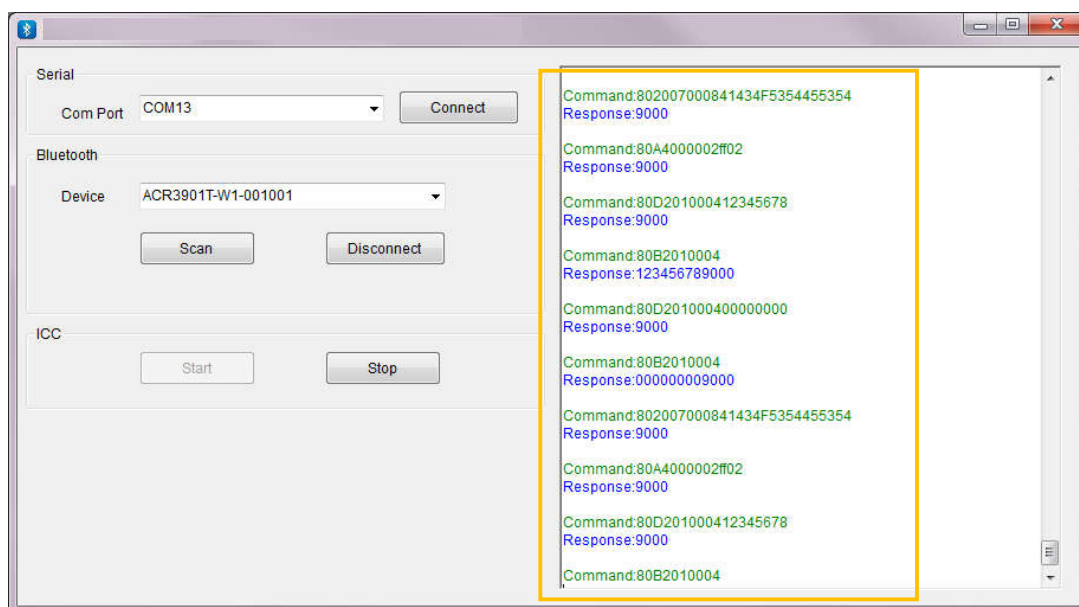 Serial
Com Port
COM13
Connect
Bluetooth
Device
ACR3901T-W1-001001
Scan
Disconnect
ICC
Start
Stop
Command:802007000841434F5354455354
Response:9000
Command:80A4000002ff02
Response:9000
Command:80D201000412345678
Response:9000
Command:80B2010004
Response:123456789000
Command:80D201000400000000
Response:9000
Command:80B2010004
Response:000000009000
Command:802007000841434F5354455354
Response:9000
Command:80A4000002ff02
Response:9000
Command:80D201000412345678
Response:9000
Command:80B2010004